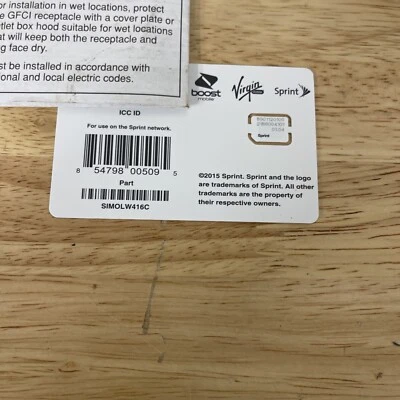 or installation in wet locations, protect
e GFCI receptacle with a cover plate or
tlet box hood suitable for wet locations
at will keep both the receptacle and
g face dry.
st be installed in accordance with
ional and local electric codes.
boost
mobile
Virgin
mobile
Sprint
ICC ID
For use on the Sprint network.
8 54798 00509 5
Part
SIMOLW416C
Sprint
©2015 Sprint. Sprint and the logo
are trademarks of Sprint. All other
trademarks are the property of
their respective owners.